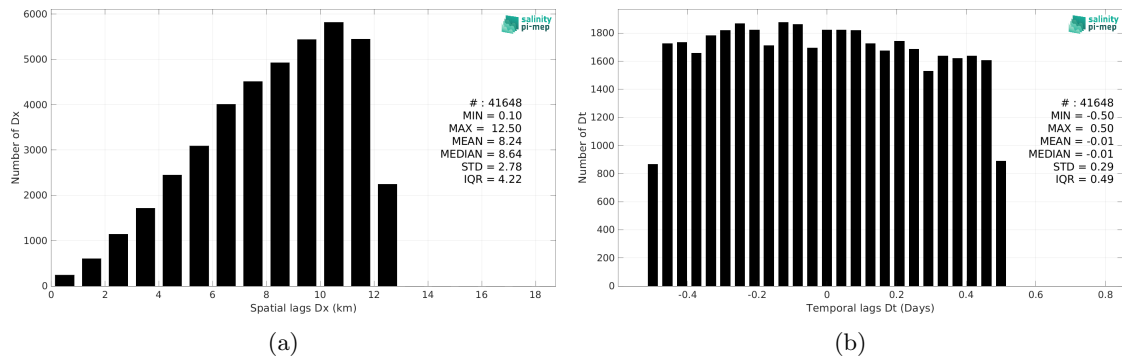 6000
5000
4000
3000
2000
1000
0
Number of Dx
salinity
pi-mep
# : 41648
MIN = 0.10
MAX = 12.50
MEAN = 8.24
MEDIAN = 8.64
STD = 2.78
IQR = 4.22
0 2 4 6 8 10 12 14 16 18
Spatial lags Dx (km)
(a)
1800
1600
1400
1200
1000
800
600
400
200
0
Number of Dt
salinity
pi-mep
# : 41648
MIN = -0.50
MAX = 0.50
MEAN = -0.01
MEDIAN = -0.01
STD = 0.29
IQR = 0.49
-0.4 -0.2 0 0.2 0.4 0.6 0.8
Temporal lags Dt (Days)
(b)